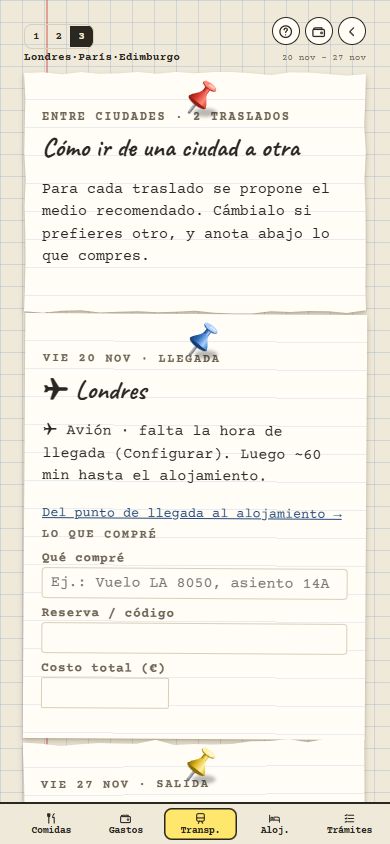 1 2 3
Londres·París·Edimburgo
20 nov – 27 nov
ENTRE CIUDADES · 2 TRASLADOS
Cómo ir de una ciudad a otra
Para cada traslado se propone el
medio recomendado. Cámbialo si
prefieres otro, y anota abajo lo
que compres.
VIE 20 NOV · LLEGADA
Londres
Avión · falta la hora de
llegada (Configurar). Luego ~60
min hasta el alojamiento.
Del punto de llegada al alojamiento →
LO QUE COMPRÉ
Qué compré
Ej.: Vuelo LA 8050, asiento 14A
Reserva / código
Costo total (€)
VIE 27 NOV · SALIDA
Comidas Gastos Transp. Aloj. Trámites